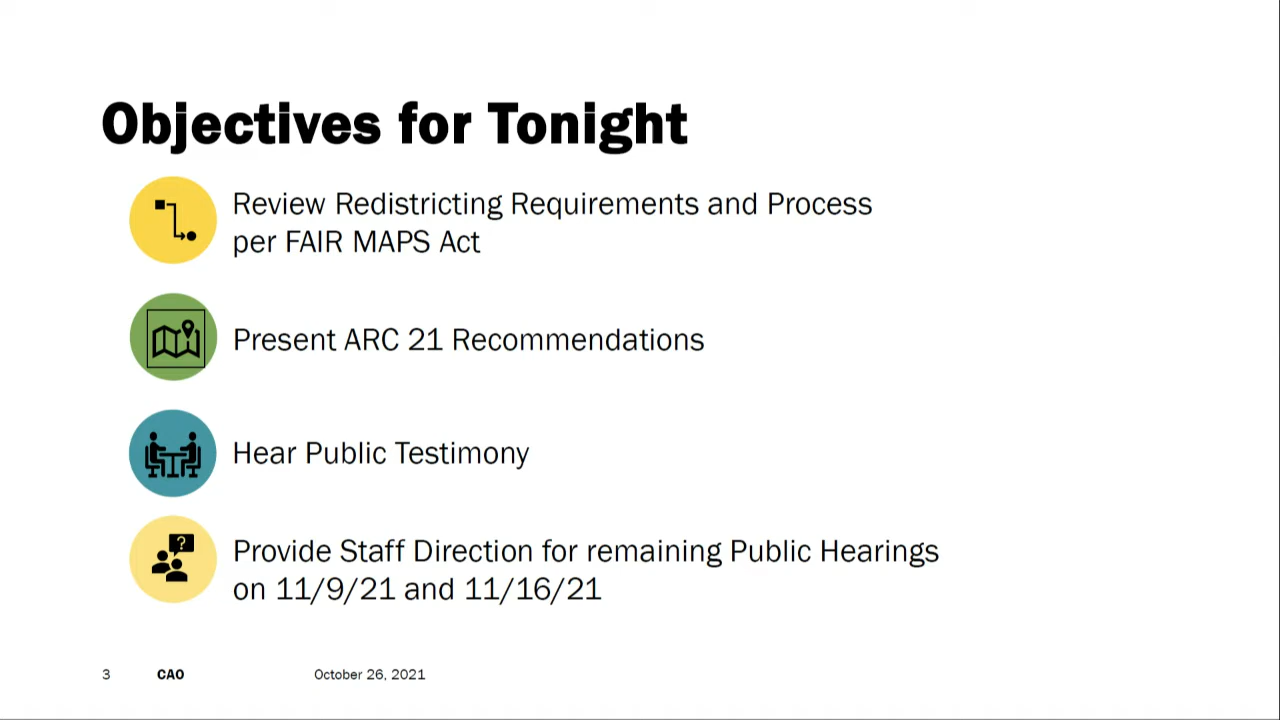 Objectives for Tonight
Review Redistricting Requirements and Process
per FAIR MAPS Act
Present ARC 21 Recommendations
Hear Public Testimony
?
Provide Staff Direction for remaining Public Hearings
on 11/9/21 and 11/16/21
3 CAO October 26, 2021